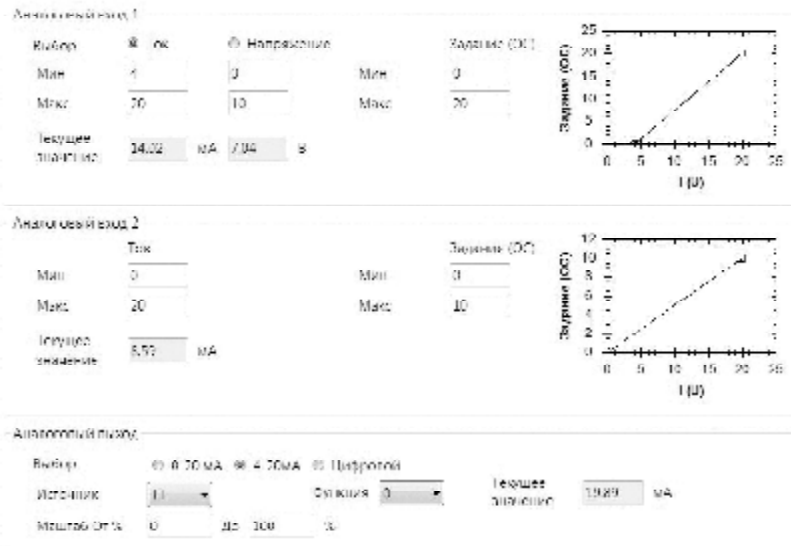 Аналоговый вход 1
Выбор Ток Напряжение Задание (ОС)
Мин 4 0 Мин 0
Макс 20 10 Макс 20
Текущее значение 14.02 мА 7.04 В
Задание (ОС)
25
20
15
10
5
0
0 5 10 15 20 25
I (U)
Аналоговый вход 2
Ток Задание (ОС)
Мин 0 Мин 0
Макс 20 Макс 10
Текущее значение мА
Задание (ОС)
12
10
8
6
4
2
0
0 5 10 15 20 25
I (U)
Аналоговый выход
Выбор 0-20 мА 4-20мА Цифровой
Источник Функция 0 Текущее значение 19.89 мА
Маштаб От % 0 До 100 %